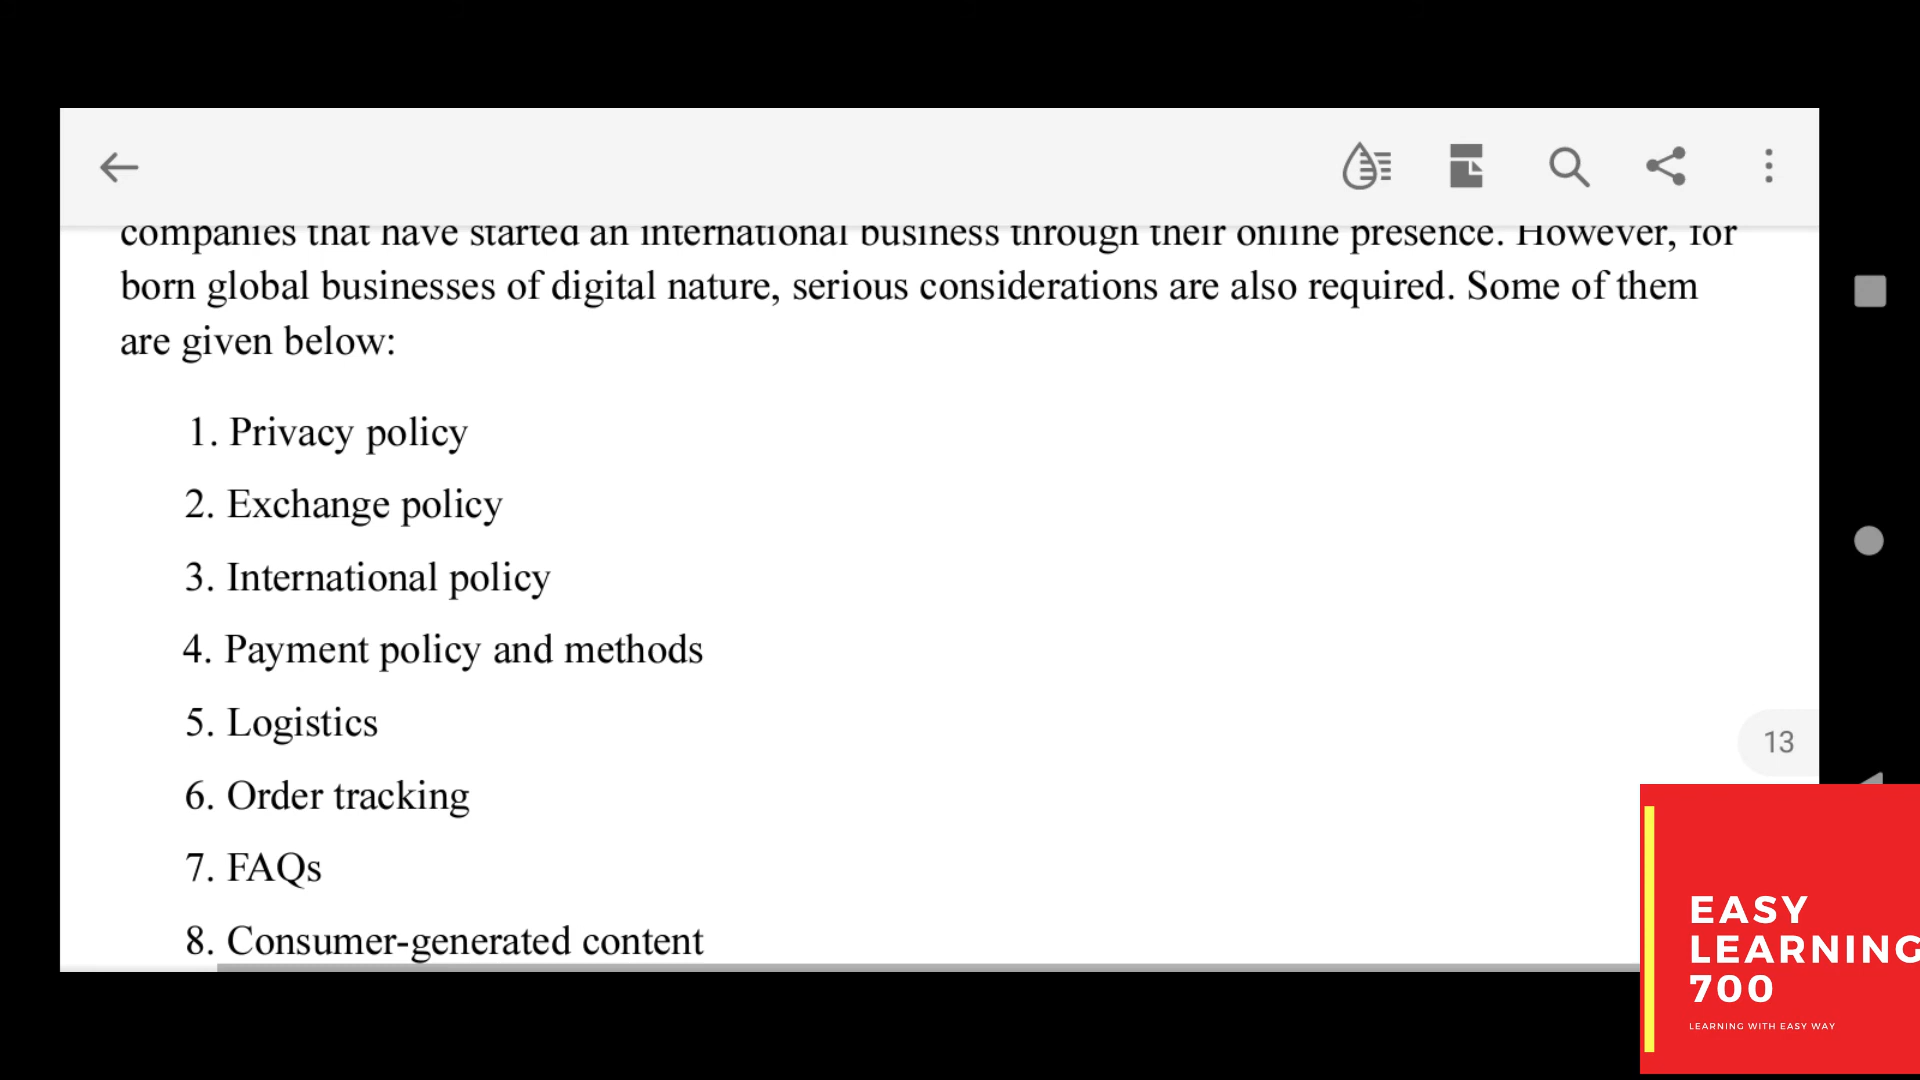 companies that have started an international business through their online presence. However, for
born global businesses of digital nature, serious considerations are also required. Some of them
are given below:
1. Privacy policy
2. Exchange policy
3. International policy
4. Payment policy and methods
5. Logistics
6. Order tracking
7. FAQs
8. Consumer-generated content
13
EASY
LEARNING
700
LEARNING WITH EASY WAY